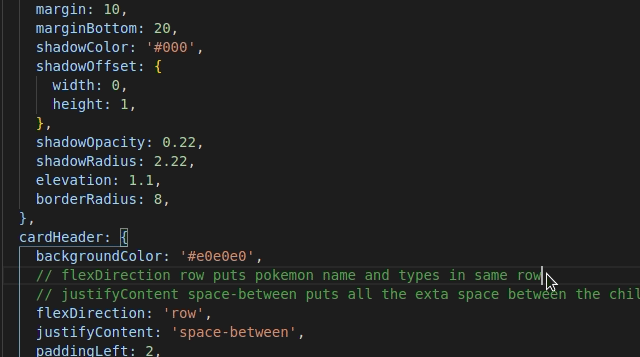 margin: 10,
marginBottom: 20,
shadowColor: '#000',
shadowOffset: {
width: 0,
height: 1,
},
shadowOpacity: 0.22,
shadowRadius: 2.22,
elevation: 1.1,
borderRadius: 8,
},
cardHeader: {
backgroundColor: '#e0e0e0',
// flexDirection row puts pokemon name and types in same row
// justifyContent space-between puts all the exta space between the chil
flexDirection: 'row',
justifyContent: 'space-between',
paddingLeft: 2,